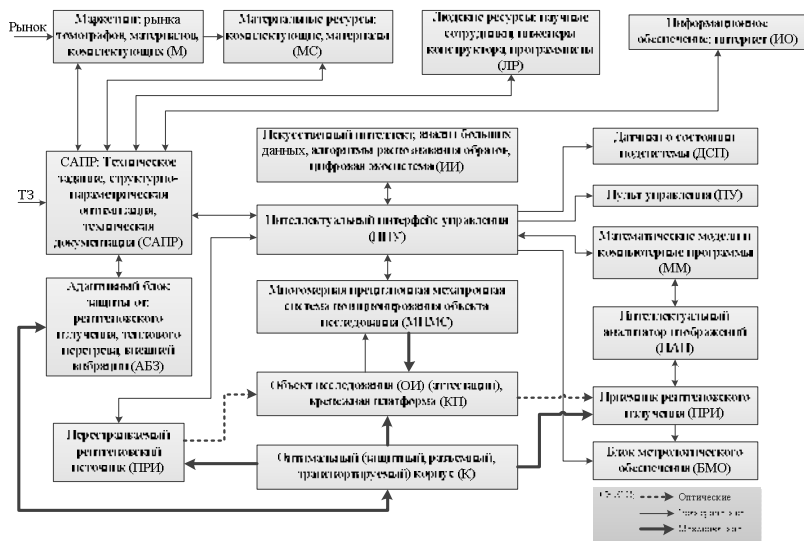 Рынок
Маркетинг: рынка
томографов, материалов,
комплектующих (М)
Материальные ресурсы:
комплектующие, материалы
(МС)
Людские ресурсы: научные
сотрудники, инженеры
конструктора, программисты
(ЛР)
Информационное
обеспечение: интернет (ИО)
ТЗ
САПР: Техническое
задание, структурно-
параметрическая
оптимизация,
техническая
документация (САПР)
Искусственный интеллект, анализ больших
данных, алгоритмы распознавания образов,
цифровая экосистема (ИИ)
Датчики о состоянии
подсистемы (ДСП)
Пульт управления (ПУ)
Интеллектуальный интерфейс управления
(ИИУ)
Математические модели и
компьютерные программы
(ММ)
Адаптивный блок
защиты от:
рентгеновского
излучения, теплового
перегрева, внешней
вибрации (АБЗ)
Многомерная прецизионная мехатронная
система позиционирования объекта
исследования (МПМС)
Интеллектуальный
анализатор изображений
(ИАИ)
Объект исследования (ОИ) (аттестации),
крепежная платформа (КП)
Приемник рентгеновского
излучения (ПРИ)
Перестраиваемый
рентгеновский
источник (ПРИ)
Оптимальный (защитный, разъемный,
транспортируемый) корпус (К)
Блок метрологического
обеспечения (БМО)
Оптические